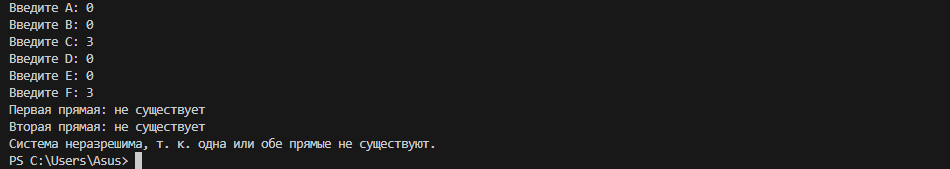 Введите A: 0
Введите B: 0
Введите C: 3
Введите D: 0
Введите E: 0
Введите F: 3
Первая прямая: не существует
Вторая прямая: не существует
Система неразрешима, т. к. одна или обе прямые не существуют.
PS C:\Users\Asus>